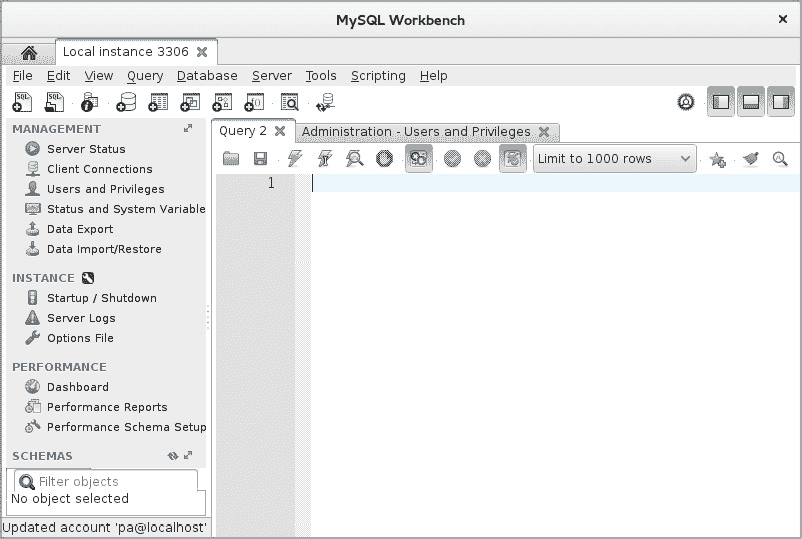 MySQL Workbench
Local instance 3306
File Edit View Query Database Server Tools Scripting Help
MANAGEMENT
Server Status
Client Connections
Users and Privileges
Status and System Variable
Data Export
Data Import/Restore
INSTANCE
Startup / Shutdown
Server Logs
Options File
PERFORMANCE
Dashboard
Performance Reports
Performance Schema Setup
SCHEMAS
Filter objects
No object selected
Updated account 'pa@localhost'
Query 2 Administration - Users and Privileges
Limit to 1000 rows
1